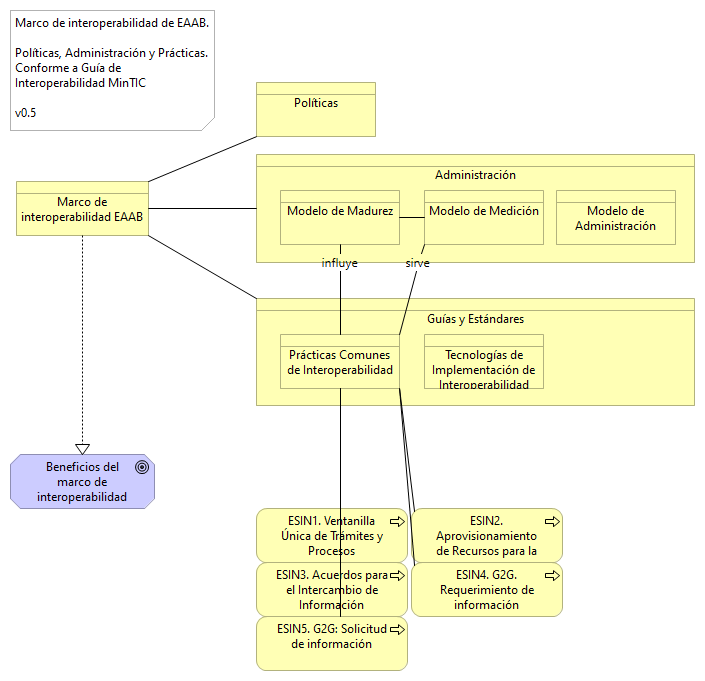 Marco de interoperabilidad de EAAB.
Políticas, Administración y Prácticas.
Conforme a Guía de
Interoperabilidad MinTIC
v0.5
Políticas
Administración
Marco de
interoperabilidad EAAB
Modelo de Madurez
Modelo de Medición
Modelo de
Administración
influye
sirve
Guías y Estándares
Prácticas Comunes
de Interoperabilidad
Tecnologías de
Implementación de
Interoperabilidad
Beneficios del
marco de
interoperabilidad
ESIN1. Ventanilla
Única de Trámites y
Procesos
ESIN2.
Aprovisionamiento
de Recursos para la
ESIN3. Acuerdos para
el Intercambio de
Información
ESIN4. G2G.
Requerimiento de
información
ESIN5. G2G: Solicitud
de información